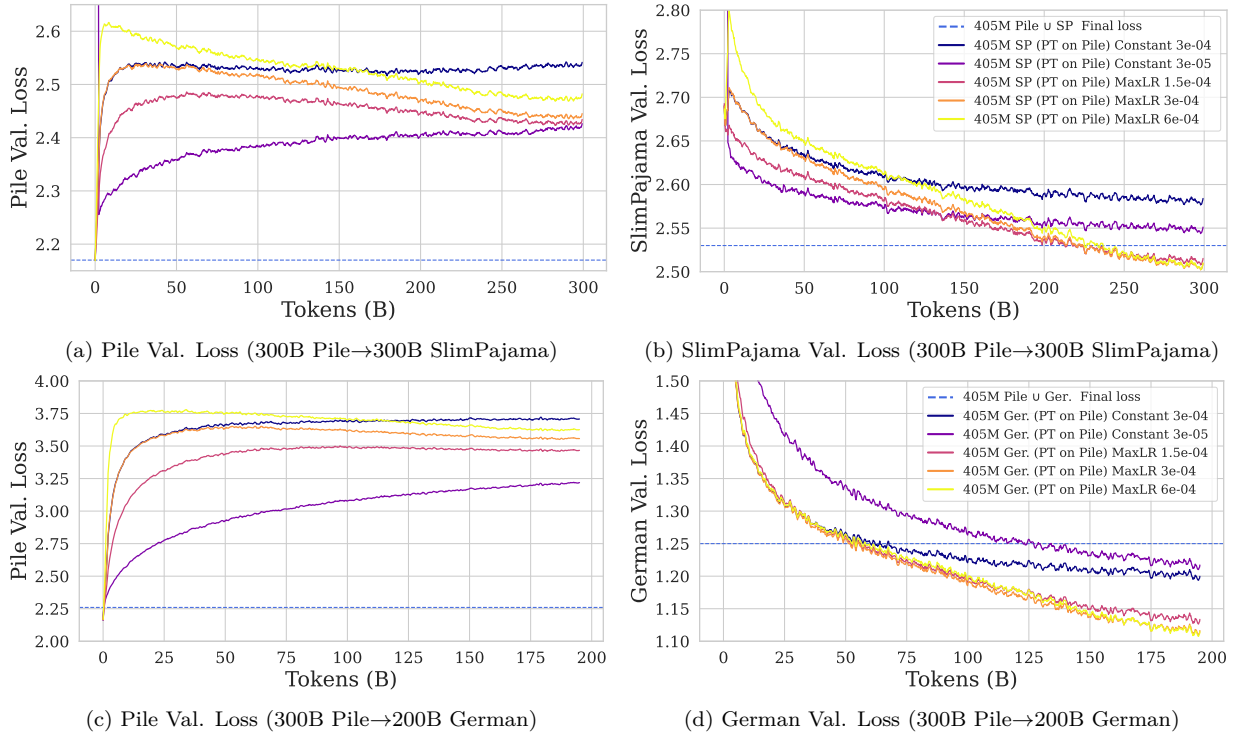 2.6
2.5
2.4
2.3
2.2
Pile Val. Loss
0 50 100 150 200 250 300
Tokens (B)
(a) Pile Val. Loss (300B Pile→300B SlimPajama)
2.80
2.75
2.70
2.65
2.60
2.55
2.50
SlimPajama Val. Loss
405M Pile ∪ SP Final loss
405M SP (PT on Pile) Constant 3e-04
405M SP (PT on Pile) Constant 3e-05
405M SP (PT on Pile) MaxLR 1.5e-04
405M SP (PT on Pile) MaxLR 3e-04
405M SP (PT on Pile) MaxLR 6e-04
0 50 100 150 200 250 300
Tokens (B)
(b) SlimPajama Val. Loss (300B Pile→300B SlimPajama)
4.00
3.75
3.50
3.25
3.00
2.75
2.50
2.25
2.00
Pile Val. Loss
0 25 50 75 100 125 150 175 200
Tokens (B)
(c) Pile Val. Loss (300B Pile→200B German)
1.50
1.45
1.40
1.35
1.30
1.25
1.20
1.15
1.10
German Val. Loss
405M Pile ∪ Ger. Final loss
405M Ger. (PT on Pile) Constant 3e-04
405M Ger. (PT on Pile) Constant 3e-05
405M Ger. (PT on Pile) MaxLR 1.5e-04
405M Ger. (PT on Pile) MaxLR 3e-04
405M Ger. (PT on Pile) MaxLR 6e-04
0 25 50 75 100 125 150 175 200
Tokens (B)
(d) German Val. Loss (300B Pile→200B German)